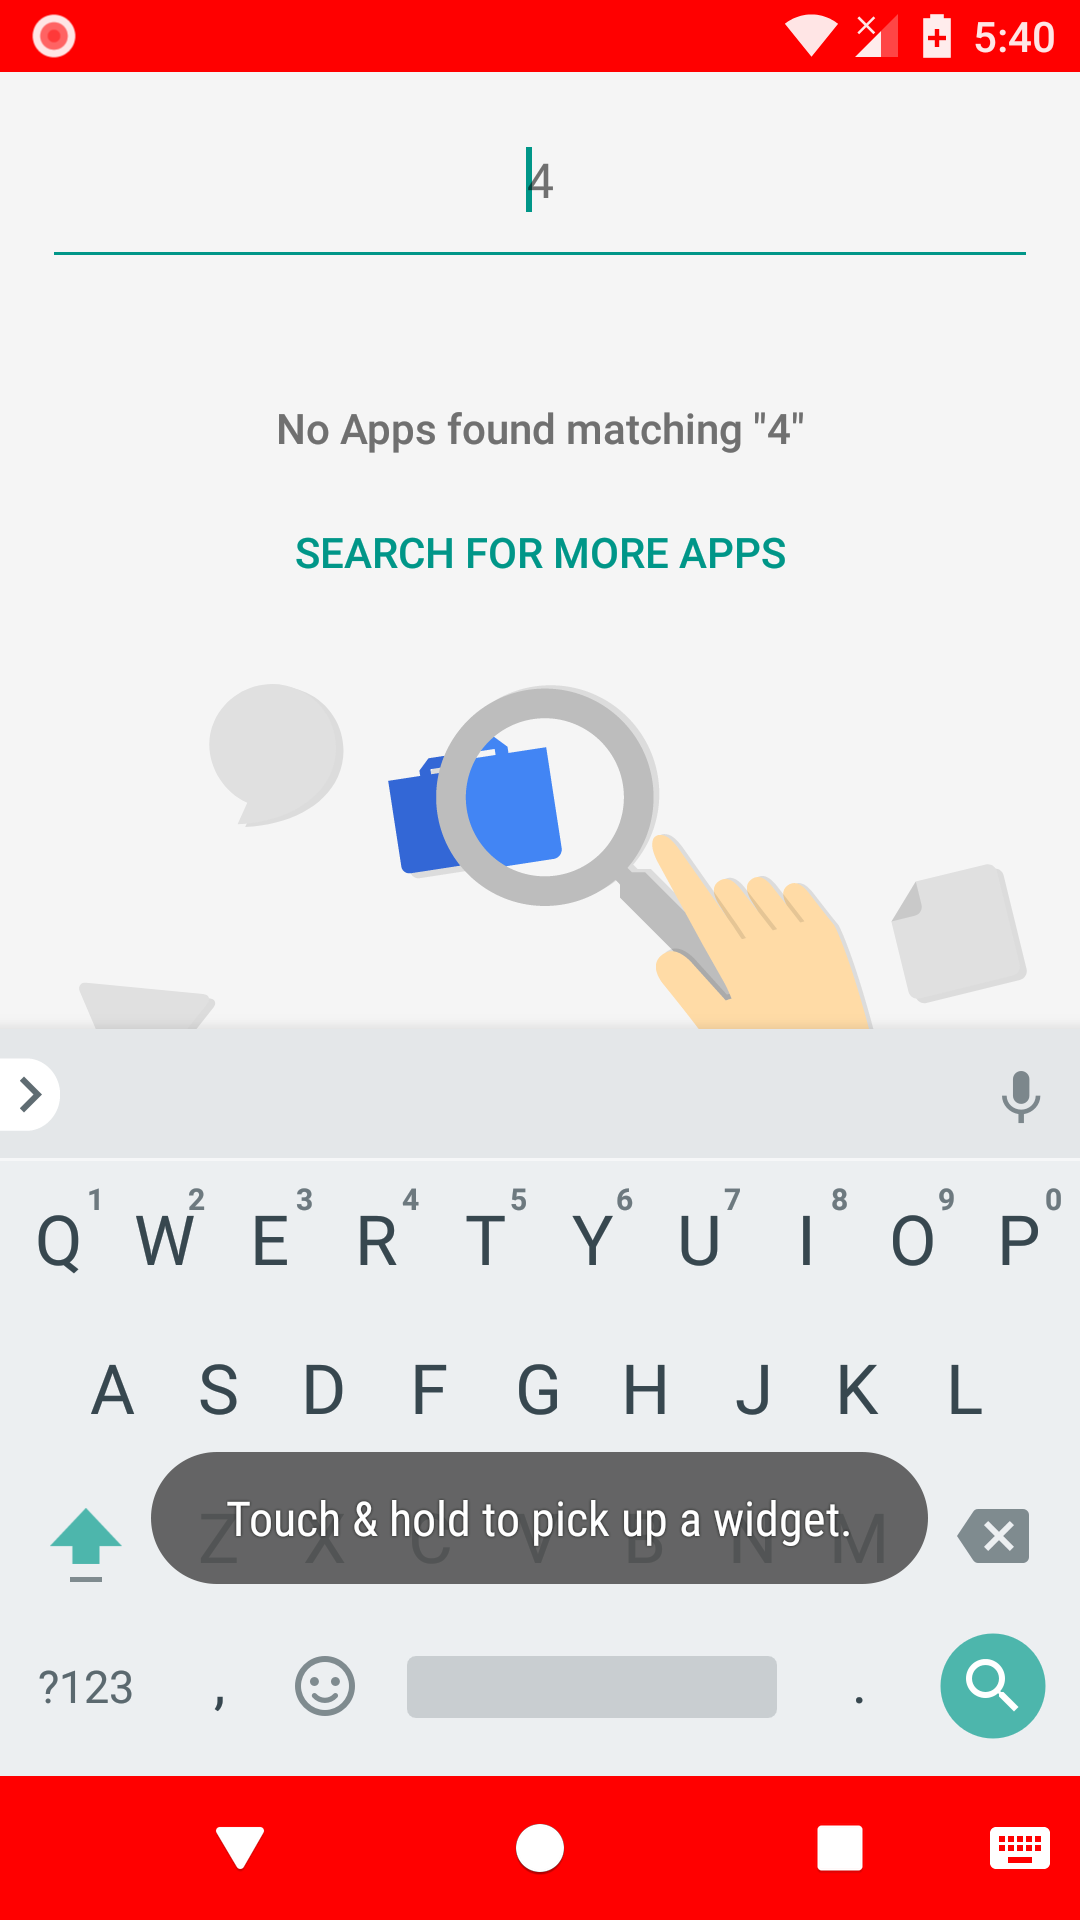 5:40
4
No Apps found matching "4"
SEARCH FOR MORE APPS
1 2 3 4 5 6 7 8 9 0
Q W E R T Y U I O P
A S D F G H J K L
Z X C V B N M
Touch & hold to pick up a widget.
?123 , .